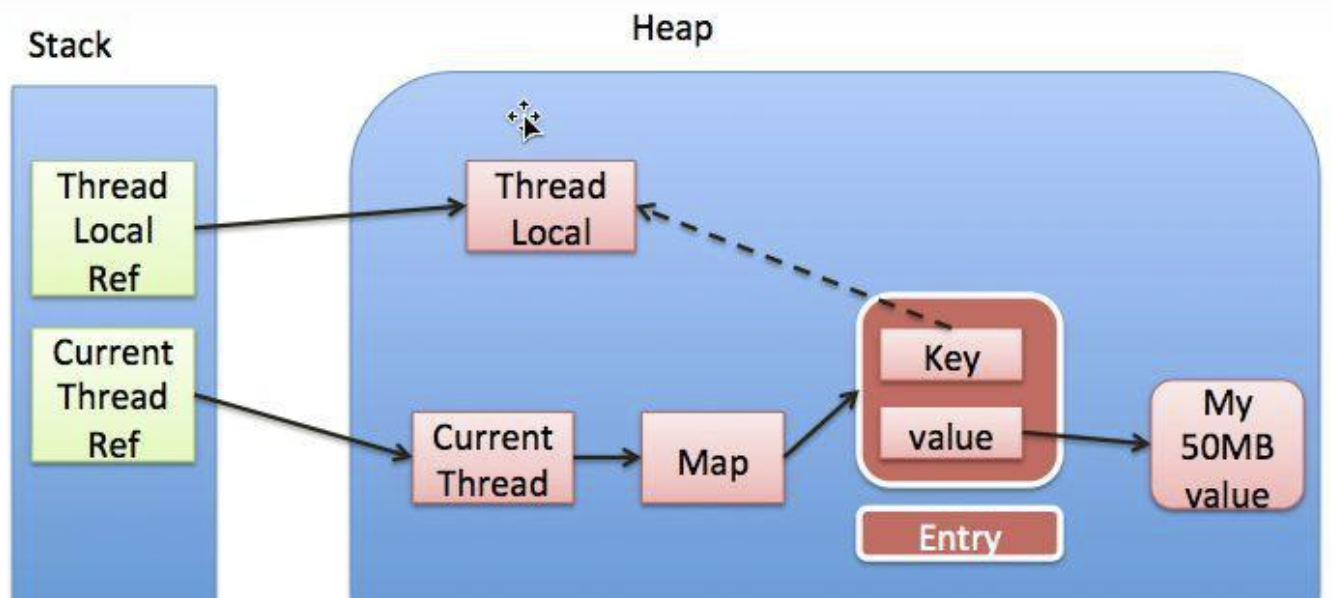 Stack
Heap
Thread
Local
Ref
Thread
Local
Current
Thread
Ref
Current
Thread
Map
Key
value
My
50MB
value
Entry